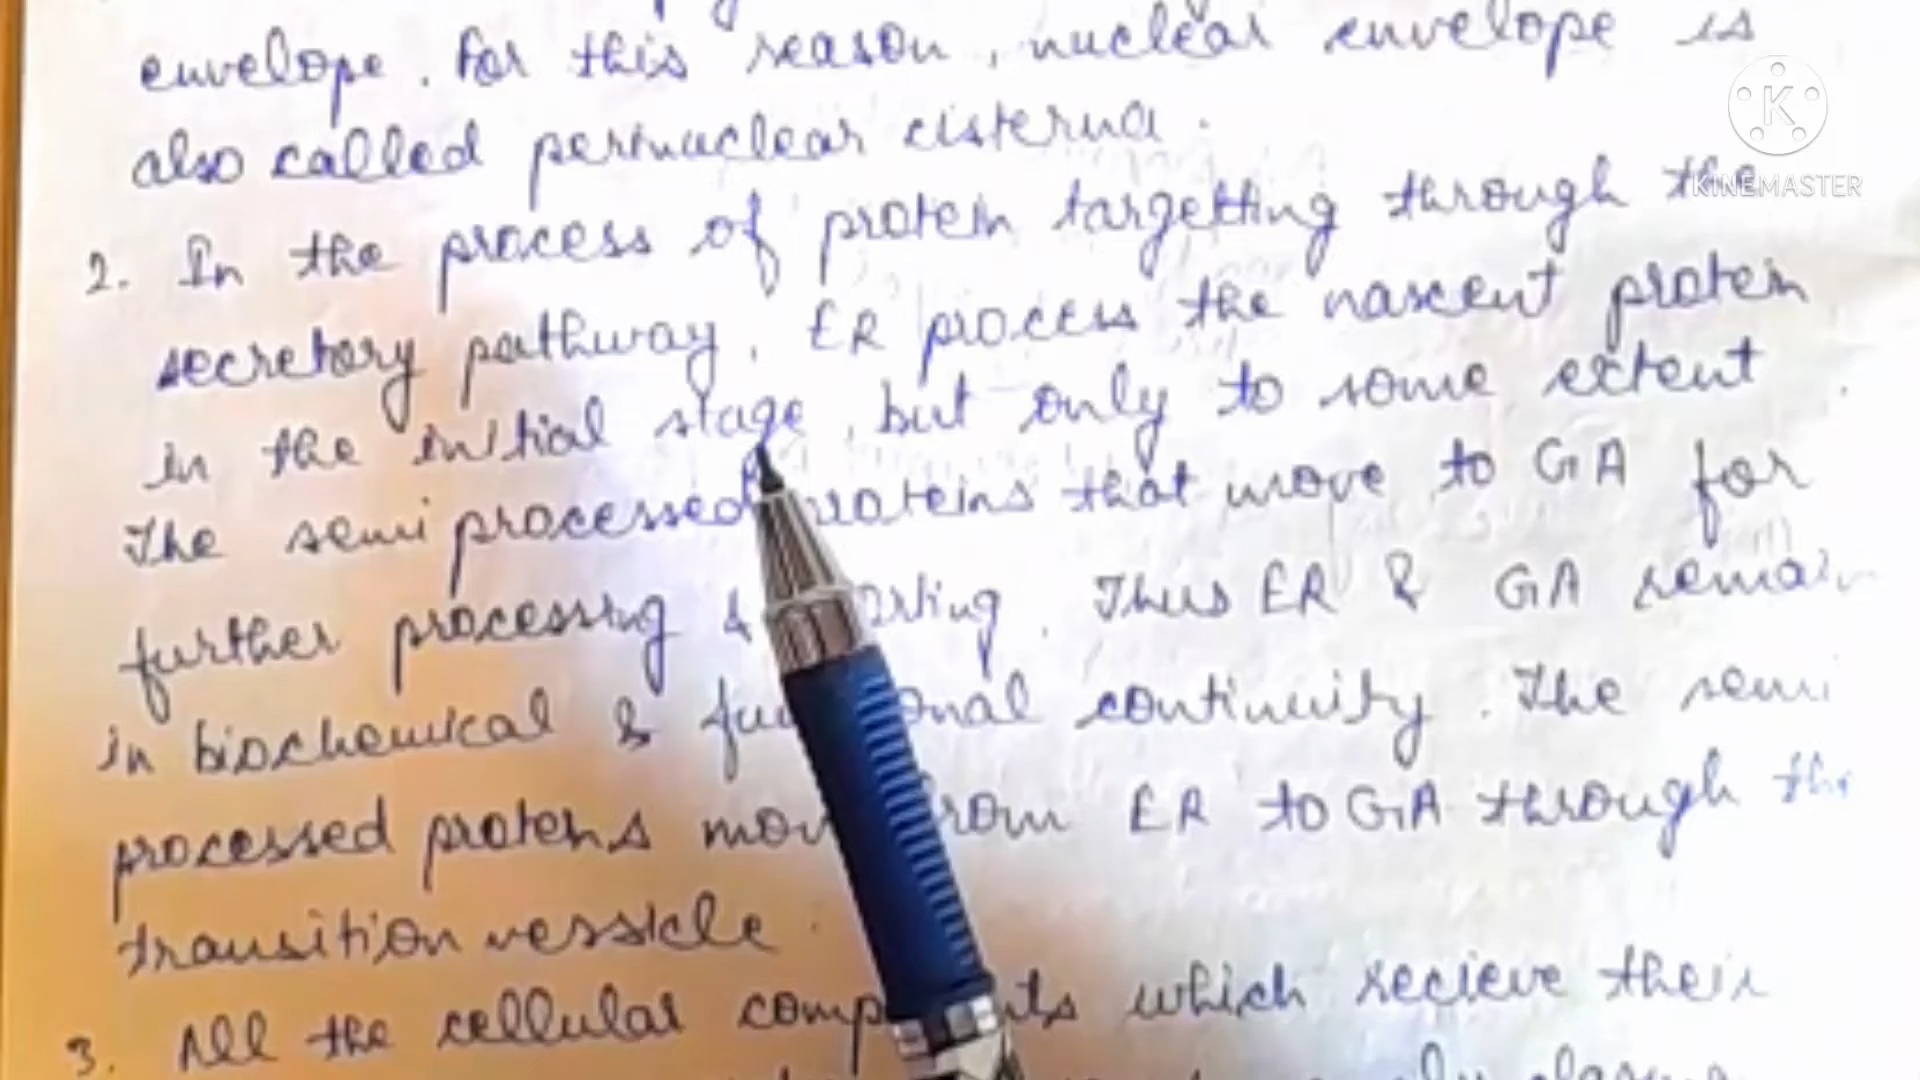 envelope. For this reason, nuclear envelope is
also called perinuclear cisterna.
2. In the process of protein targetting through the
secretory pathway, ER process the nascent protein
in the initial stage, but only to some extent.
The semi processed proteins that move to GA for
further processing & sorting. Thus ER & GA remain
in biochemical & functional continuity. The semi
processed proteins move from ER to GA through the
transition vessicle.
3. All the cellular components which recieve their
K
KINEMASTER